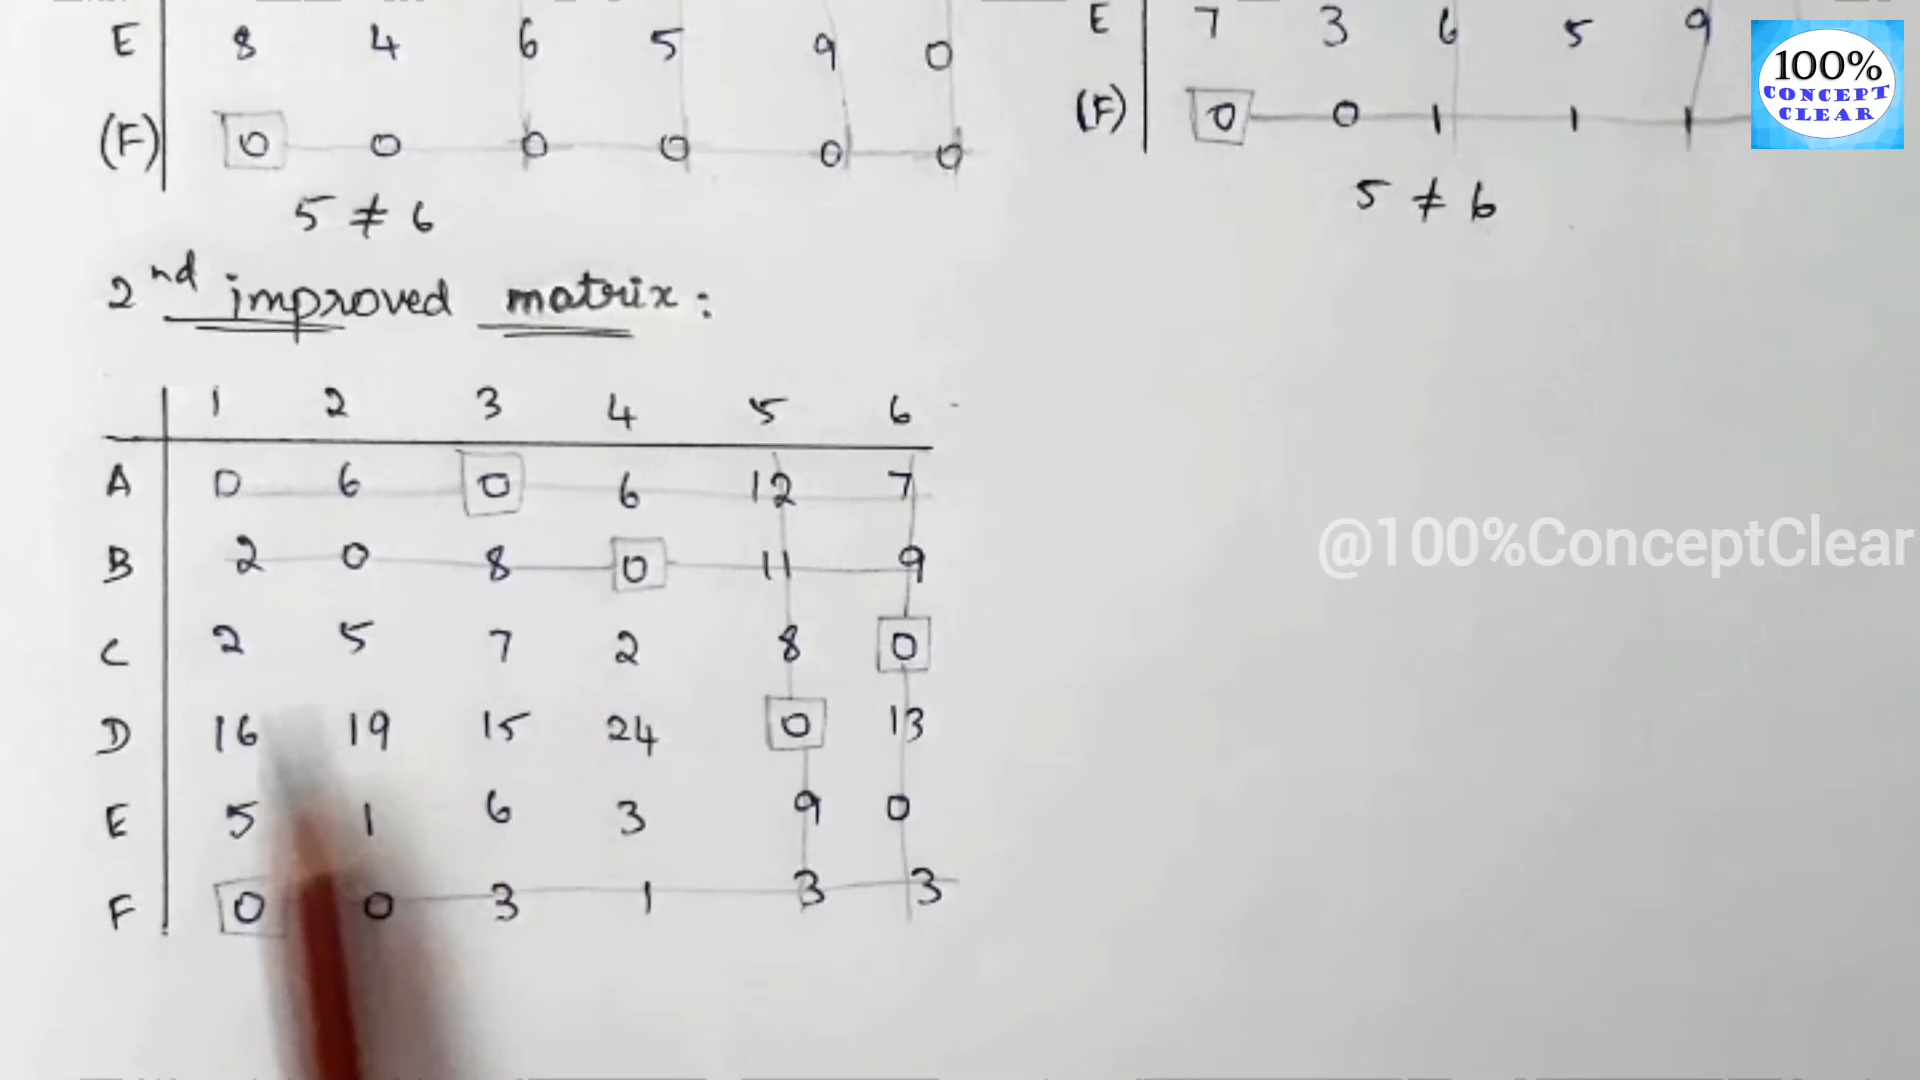 E 8 4 6 5 9 0
(F) 0 0 0 0 0 0
5 ≠ 6
E 7 3 6 5 9
(F) 0 0 1 1 1
5 ≠ 6
100%
CONCEPT
CLEAR
2nd improved matrix:
1 2 3 4 5 6
A 0 6 0 6 12 7
B 2 0 8 0 11 9
C 2 5 7 2 8 0
D 16 19 15 24 0 13
E 5 1 6 3 9 0
F 0 0 3 1 3 3
@100%ConceptClear